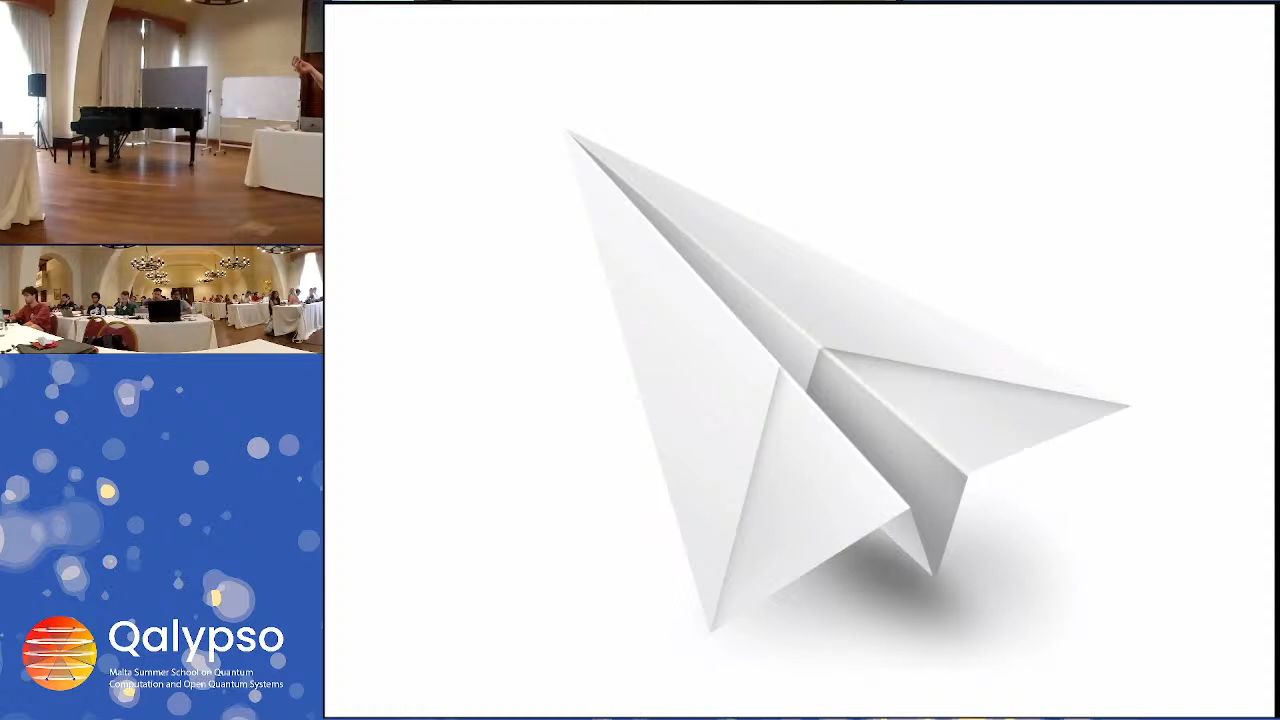 Qalypso
Malta Summer School on Quantum
Computation and Open Quantum Systems